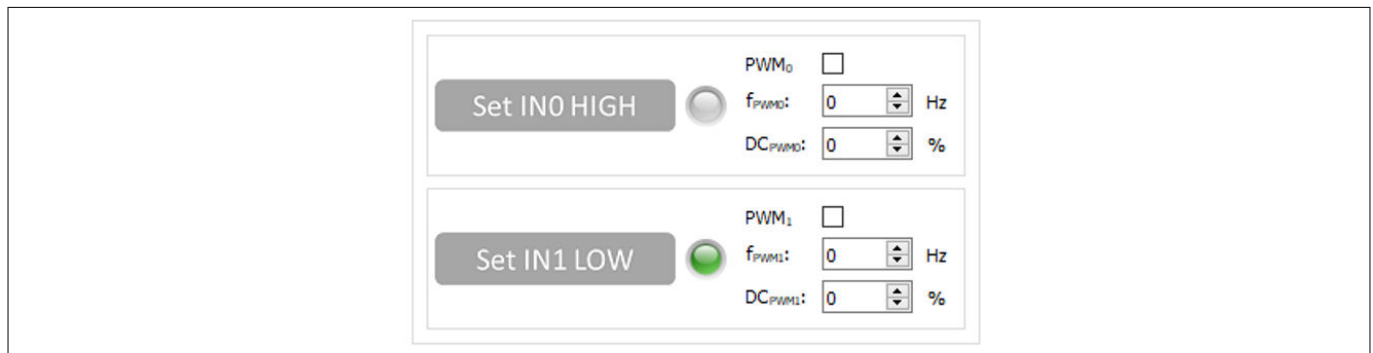 PWM₀
Set IN0 HIGH
fPWM0: 0 Hz
DCPWM0: 0 %
PWM₁
Set IN1 LOW
fPWM1: 0 Hz
DCPWM1: 0 %